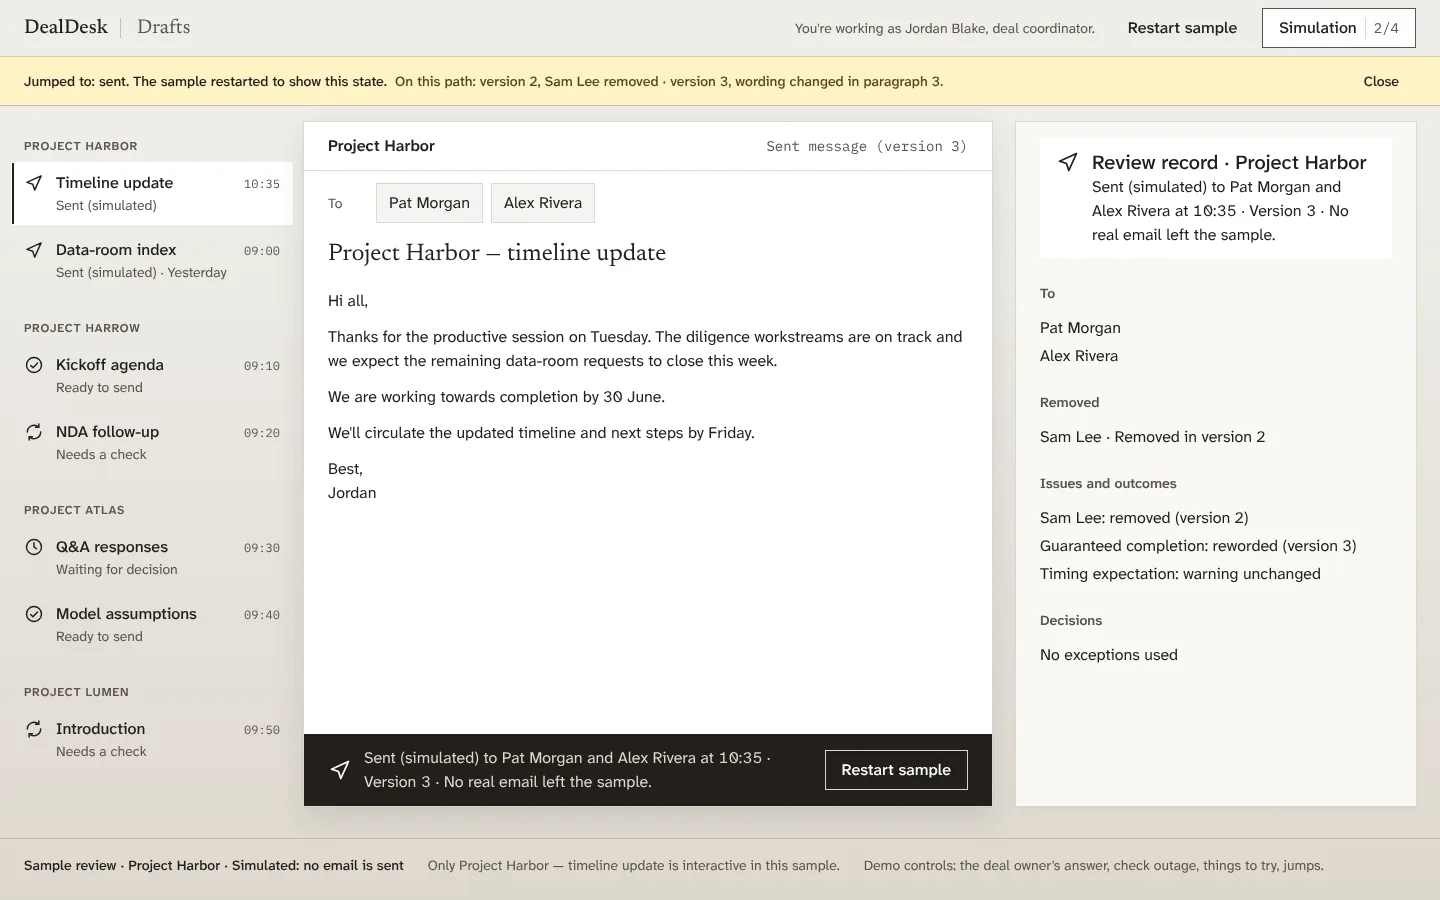 DealDesk | Drafts
You're working as Jordan Blake, deal coordinator.
Restart sample
Simulation | 2/4
Jumped to: sent. The sample restarted to show this state. On this path: version 2, Sam Lee removed · version 3, wording changed in paragraph 3.
Close
PROJECT HARBOR
Timeline update 10:35
Sent (simulated)
Data-room index 09:00
Sent (simulated) · Yesterday
PROJECT HARROW
Kickoff agenda 09:10
Ready to send
NDA follow-up 09:20
Needs a check
PROJECT ATLAS
Q&A responses 09:30
Waiting for decision
Model assumptions 09:40
Ready to send
PROJECT LUMEN
Introduction 09:50
Needs a check
Project Harbor Sent message (version 3)
To Pat Morgan Alex Rivera
Project Harbor — timeline update
Hi all,
Thanks for the productive session on Tuesday. The diligence workstreams are on track and
we expect the remaining data-room requests to close this week.
We are working towards completion by 30 June.
We'll circulate the updated timeline and next steps by Friday.
Best,
Jordan
Sent (simulated) to Pat Morgan and Alex Rivera at 10:35 ·
Version 3 · No real email left the sample.
Restart sample
Review record · Project Harbor
Sent (simulated) to Pat Morgan and
Alex Rivera at 10:35 · Version 3 · No
real email left the sample.
To
Pat Morgan
Alex Rivera
Removed
Sam Lee · Removed in version 2
Issues and outcomes
Sam Lee: removed (version 2)
Guaranteed completion: reworded (version 3)
Timing expectation: warning unchanged
Decisions
No exceptions used
Sample review · Project Harbor · Simulated: no email is sent
Only Project Harbor — timeline update is interactive in this sample.
Demo controls: the deal owner's answer, check outage, things to try, jumps.